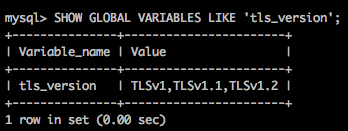 mysql> SHOW GLOBAL VARIABLES LIKE 'tls_version';
+---------------+-----------------------+
| Variable_name | Value                 |
+---------------+-----------------------+
| tls_version   | TLSv1,TLSv1.1,TLSv1.2 |
+---------------+-----------------------+
1 row in set (0.00 sec)